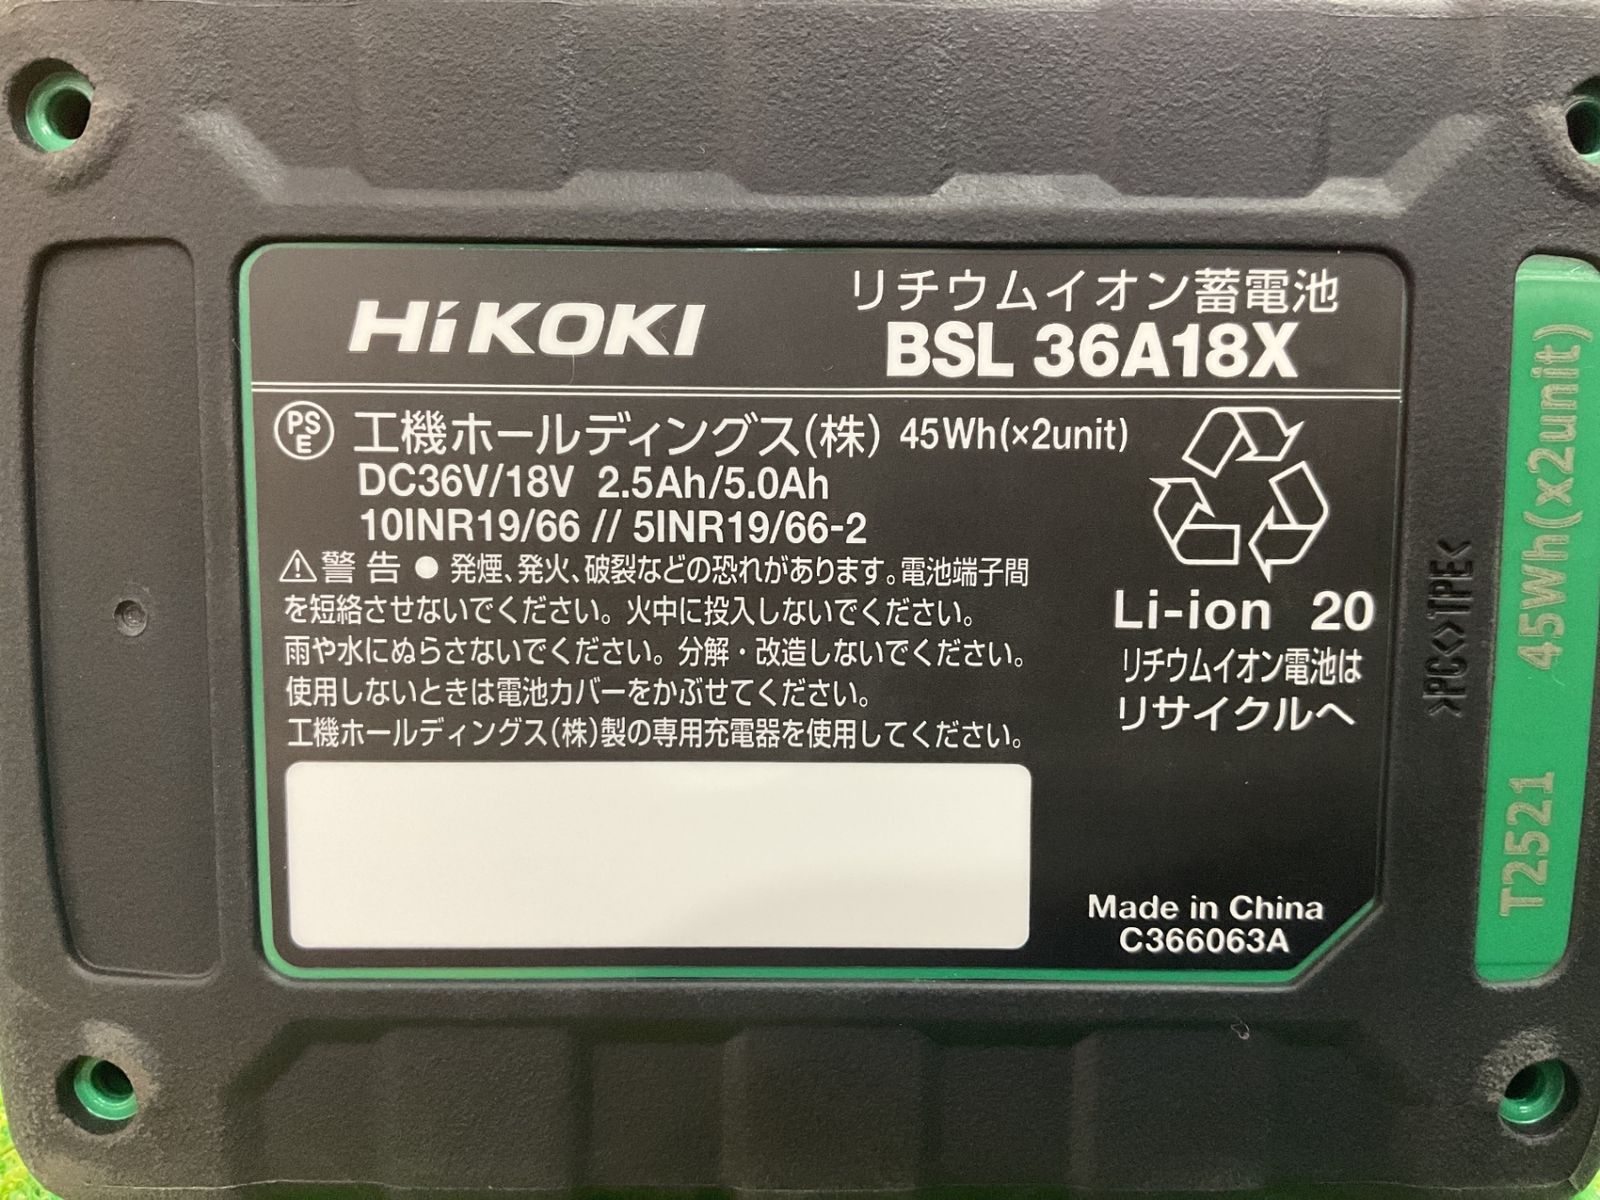 HiKOKI
リチウムイオン蓄電池
BSL 36A18X
PS E 工機ホールディングス(株) 45Wh(×2unit)
DC36V/18V 2.5Ah/5.0Ah
10INR19/66 // 5INR19/66-2
⚠警告 ●発煙、発火、破裂などの恐れがあります。電池端子間
を短絡させないでください。火中に投入しないでください。
雨や水にぬらさないでください。分解・改造しないでください。
使用しないときは電池カバーをかぶせてください。
工機ホールディングス(株)製の専用充電器を使用してください。
Li-ion 20
リチウムイオン電池は
リサイクルへ
Made in China
C366063A
>PC<>TPE<
T2521 45Wh(x2unit)